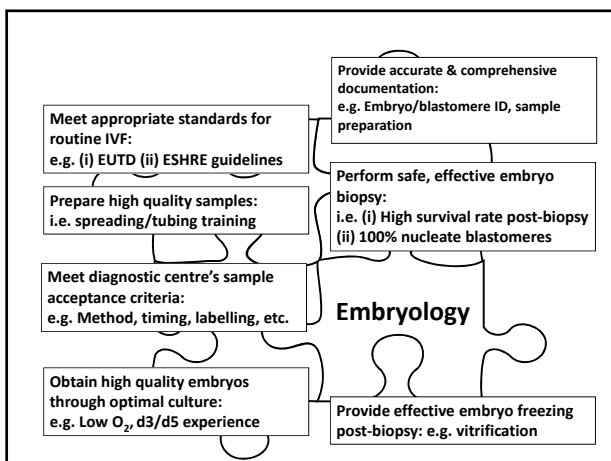 Provide accurate & comprehensive
documentation:
e.g. Embryo/blastomere ID, sample
preparation
Meet appropriate standards for
routine IVF:
e.g. (i) EUTD (ii) ESHRE guidelines
Perform safe, effective embryo
biopsy:
i.e. (i) High survival rate post-biopsy
(ii) 100% nucleate blastomeres
Prepare high quality samples:
i.e. spreading/tubing training
Meet diagnostic centre’s sample
acceptance criteria:
e.g. Method, timing, labelling, etc.
Embryology
Obtain high quality embryos
through optimal culture:
e.g. Low O₂, d3/d5 experience
Provide effective embryo freezing
post-biopsy: e.g. vitrification